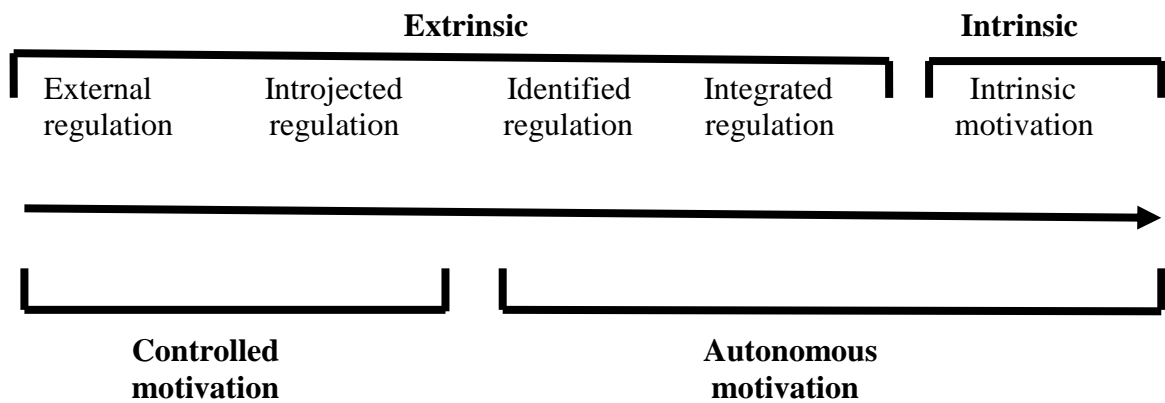 Extrinsic Intrinsic
External Introjected Identified Integrated Intrinsic
regulation regulation regulation regulation motivation
Controlled Autonomous
motivation motivation